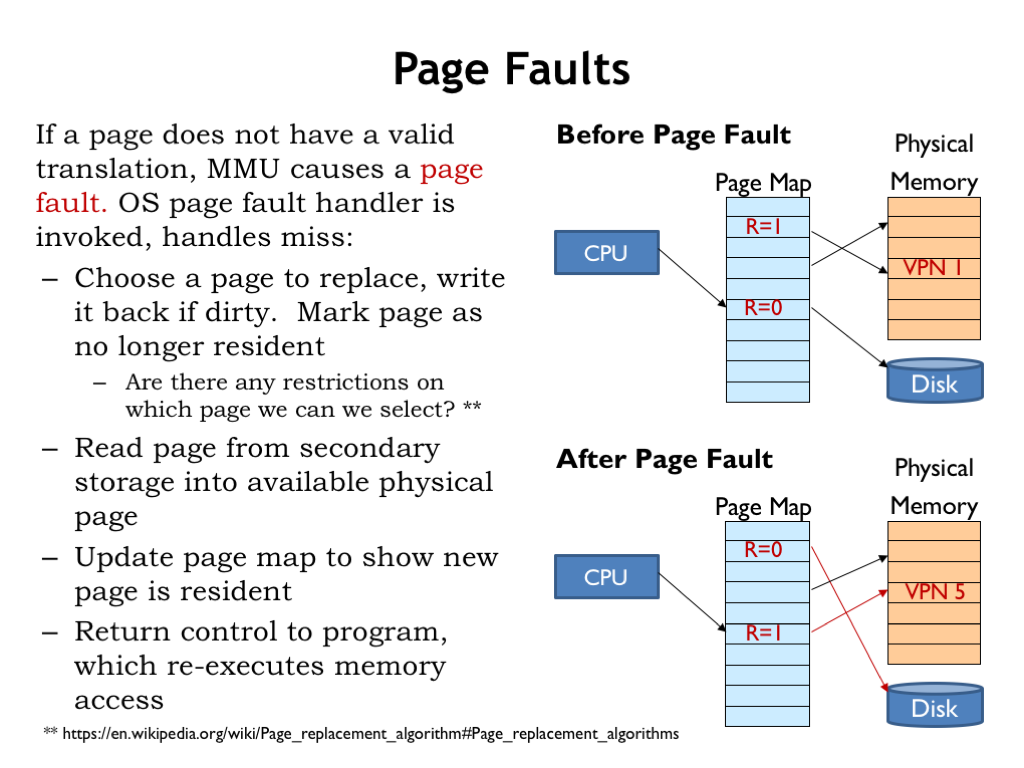 Page Faults
If a page does not have a valid
translation, MMU causes a page
fault. OS page fault handler is
invoked, handles miss:
– Choose a page to replace, write
it back if dirty.  Mark page as
no longer resident
– Are there any restrictions on
which page we can we select? **
– Read page from secondary
storage into available physical
page
– Update page map to show new
page is resident
– Return control to program,
which re-executes memory
access
Before Page Fault
Physical
Memory
Page Map
R=1
CPU
VPN 1
R=0
Disk
After Page Fault
Physical
Memory
Page Map
R=0
CPU
VPN 5
R=1
Disk
** https://en.wikipedia.org/wiki/Page_replacement_algorithm#Page_replacement_algorithms